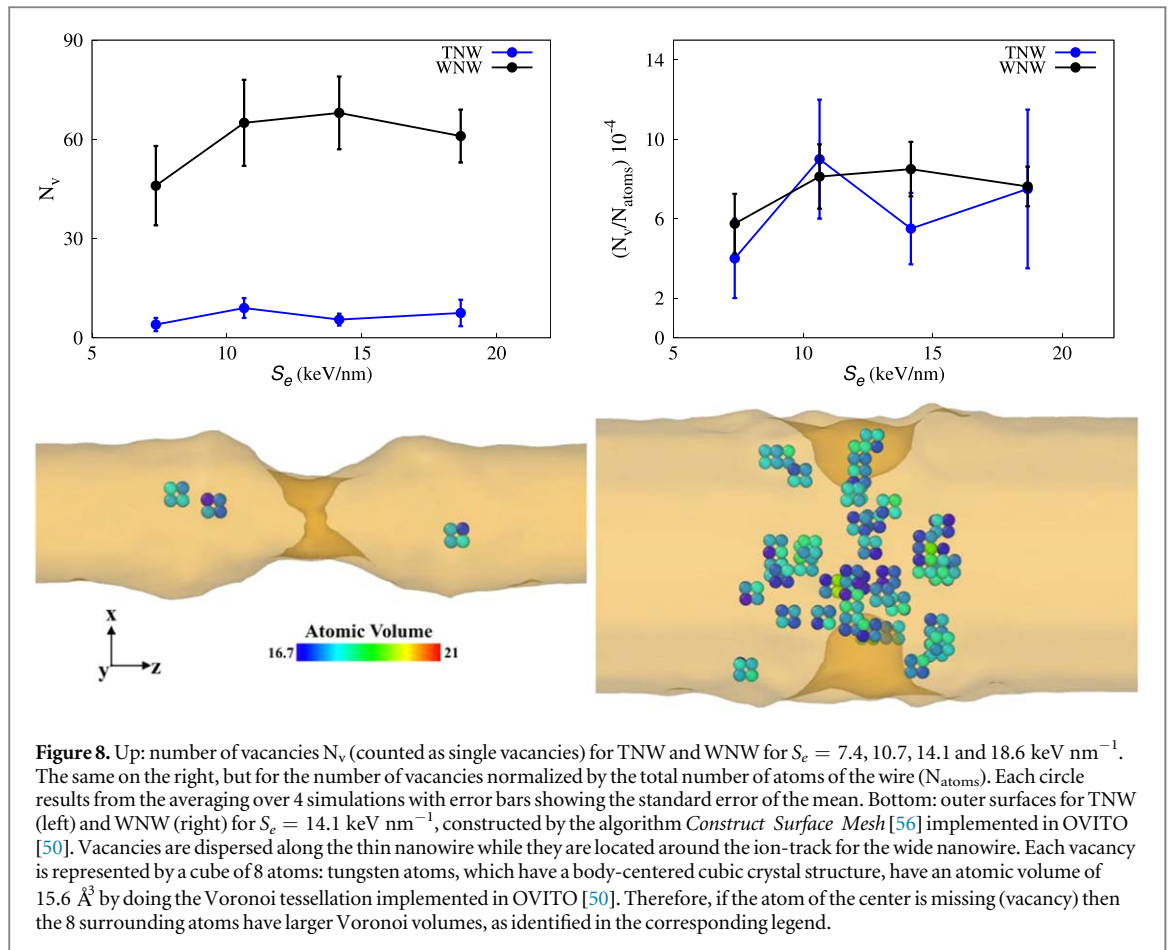 90
60
30
0
N_v
TNW
WNW
5 10 15 20
S_e (keV/nm)
14
10
6
2
0
(N_v/N_atoms) 10^-4
TNW
WNW
5 10 15 20
S_e (keV/nm)
x
y z
Atomic Volume
16.7 21
Figure 8. Up: number of vacancies N_v (counted as single vacancies) for TNW and WNW for S_e = 7.4, 10.7, 14.1 and 18.6 keV nm⁻¹.
The same on the right, but for the number of vacancies normalized by the total number of atoms of the wire (N_atoms). Each circle
results from the averaging over 4 simulations with error bars showing the standard error of the mean. Bottom: outer surfaces for TNW
(left) and WNW (right) for S_e = 14.1 keV nm⁻¹, constructed by the algorithm Construct Surface Mesh [56] implemented in OVITO
[50]. Vacancies are dispersed along the thin nanowire while they are located around the ion-track for the wide nanowire. Each vacancy
is represented by a cube of 8 atoms: tungsten atoms, which have a body-centered cubic crystal structure, have an atomic volume of
15.6 Å³ by doing the Voronoi tessellation implemented in OVITO [50]. Therefore, if the atom of the center is missing (vacancy) then
the 8 surrounding atoms have larger Voronoi volumes, as identified in the corresponding legend.